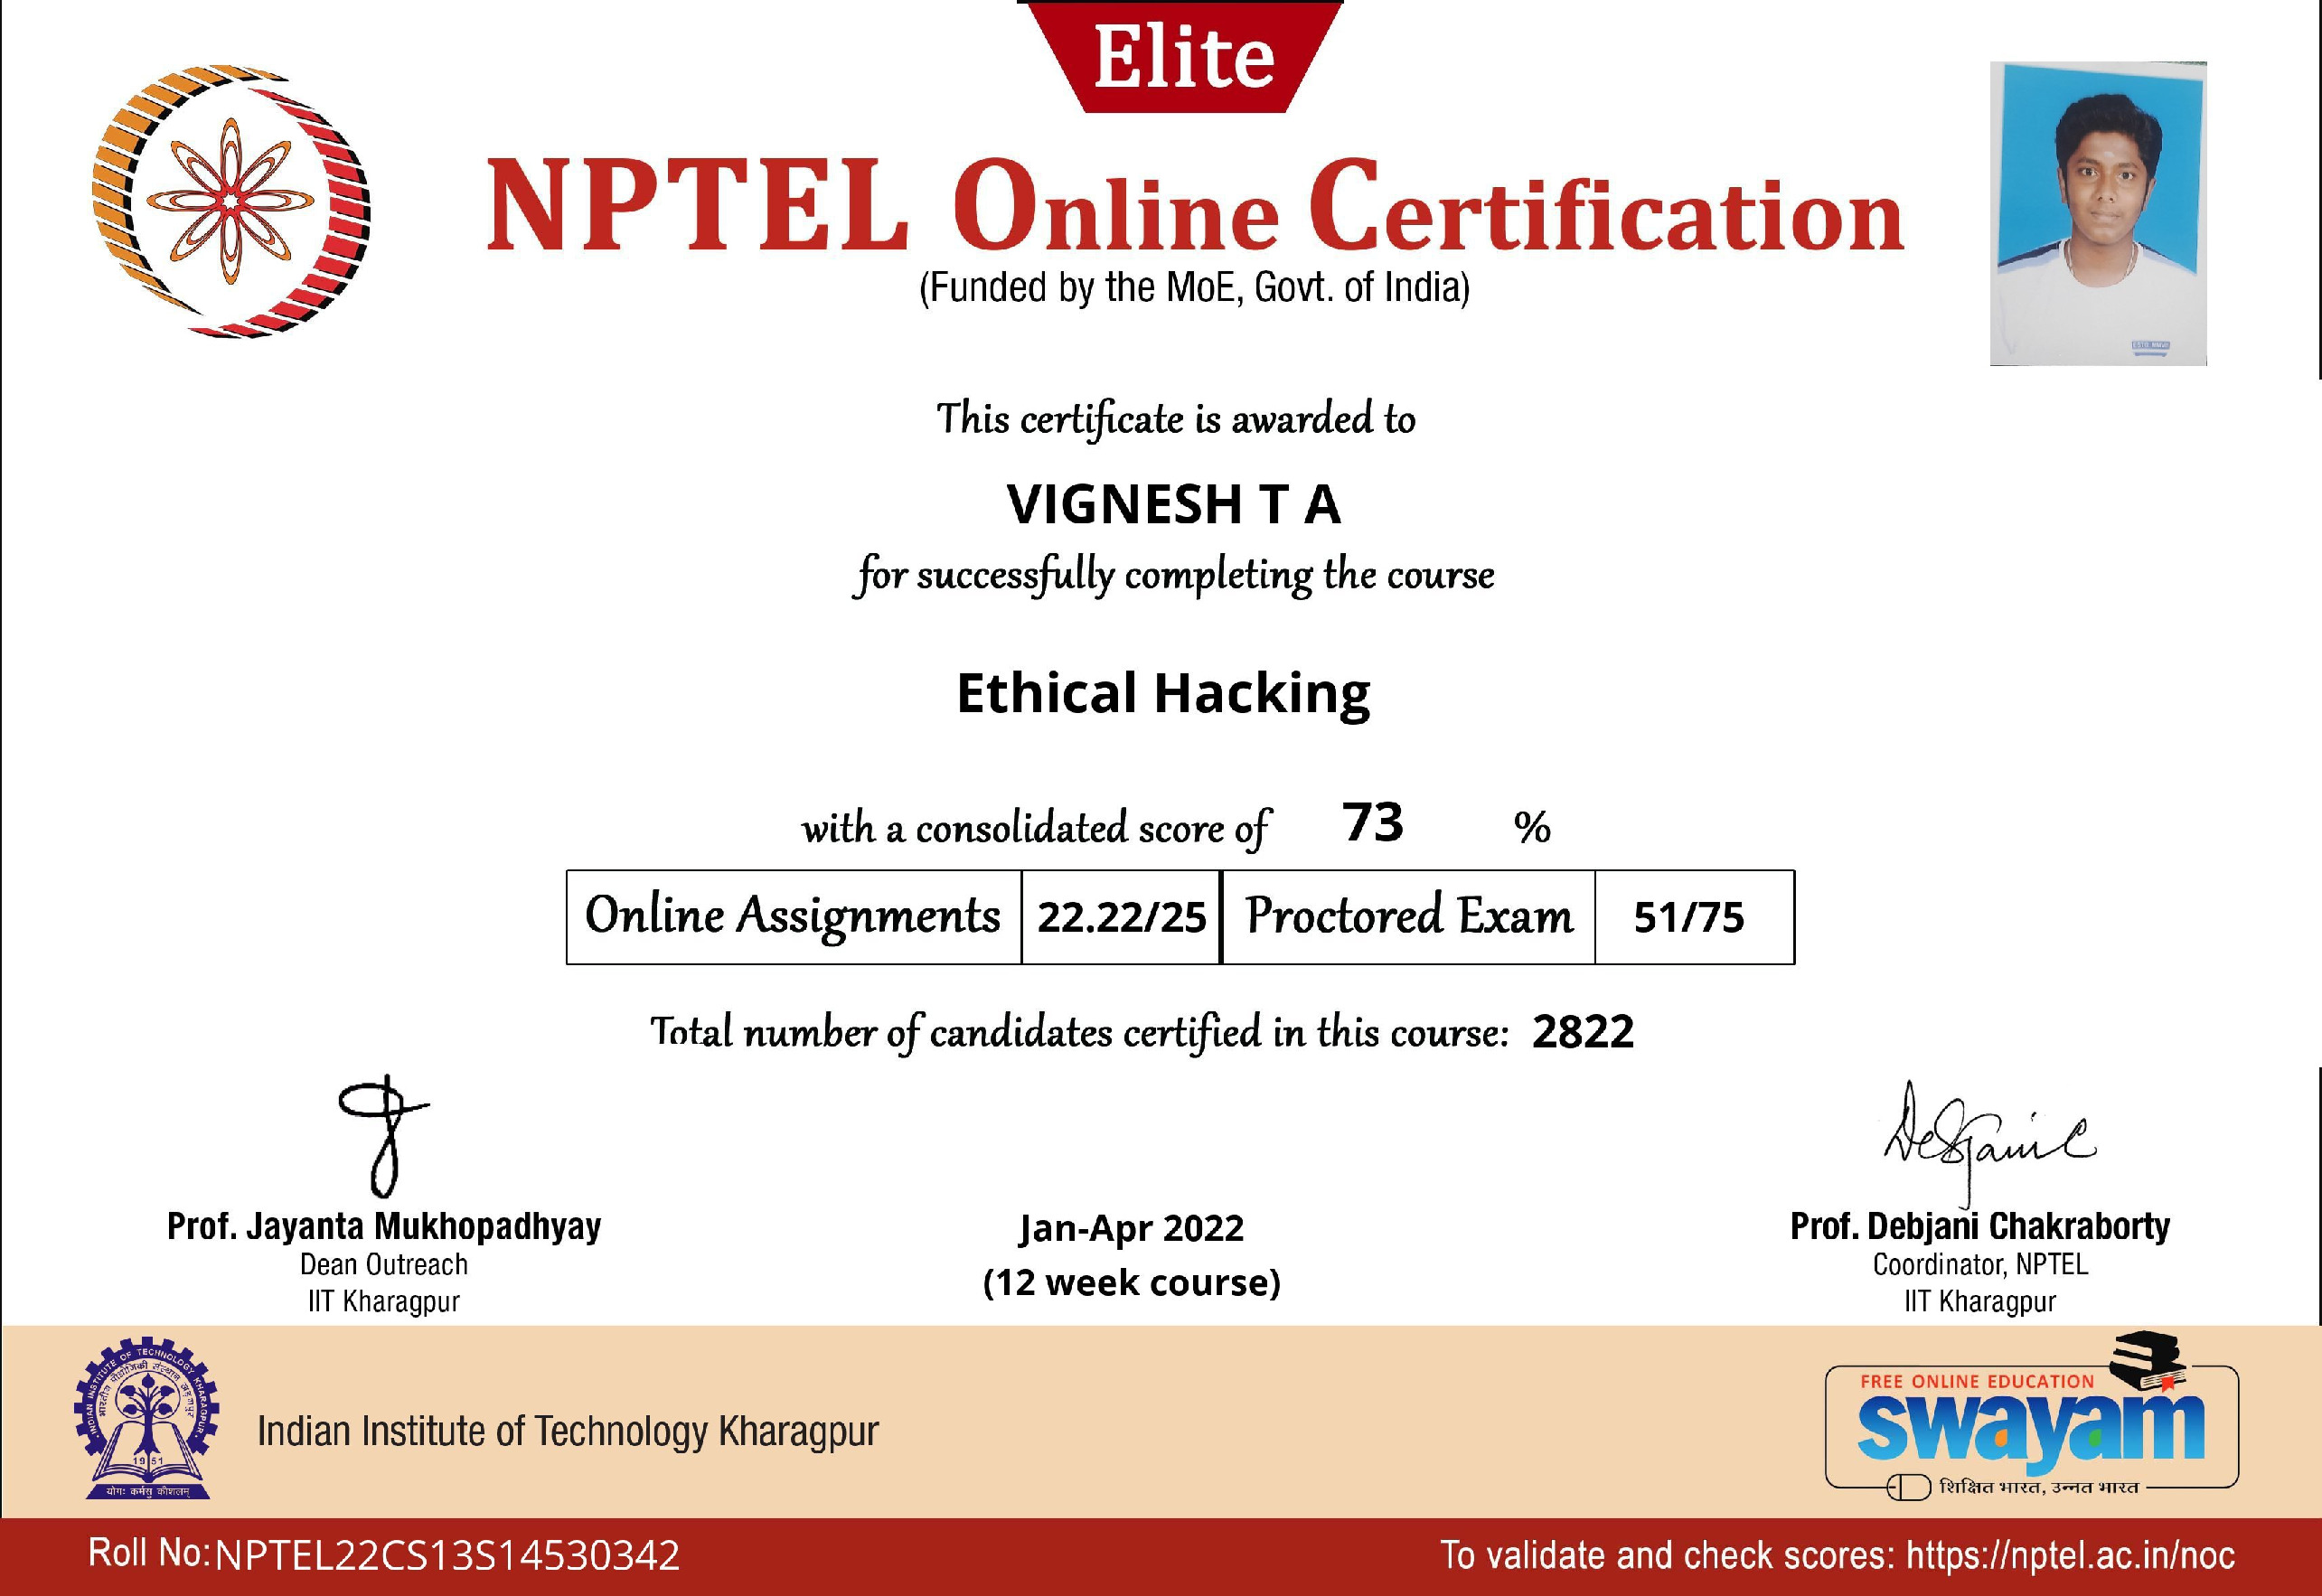 Elite
NPTEL Online Certification
(Funded by the MoE, Govt. of India)
This certificate is awarded to
VIGNESH T A
for successfully completing the course
Ethical Hacking
with a consolidated score of 73 %
Online Assignments 22.22/25 Proctored Exam 51/75
Total number of candidates certified in this course: 2822
Prof. Jayanta Mukhopadhyay
Dean Outreach
IIT Kharagpur
Jan-Apr 2022
(12 week course)
Debjani C
Prof. Debjani Chakraborty
Coordinator, NPTEL
IIT Kharagpur
INDIAN INSTITUTE OF TECHNOLOGY KHARAGPUR
भारतीय प्रौद्योगिकी संस्थान खड़गपुर
1951
योगः कर्मसु कौशलम्
Indian Institute of Technology Kharagpur
FREE ONLINE EDUCATION
swayam
शिक्षित भारत, उन्नत भारत
Roll No:NPTEL22CS13S14530342
To validate and check scores: https://nptel.ac.in/noc